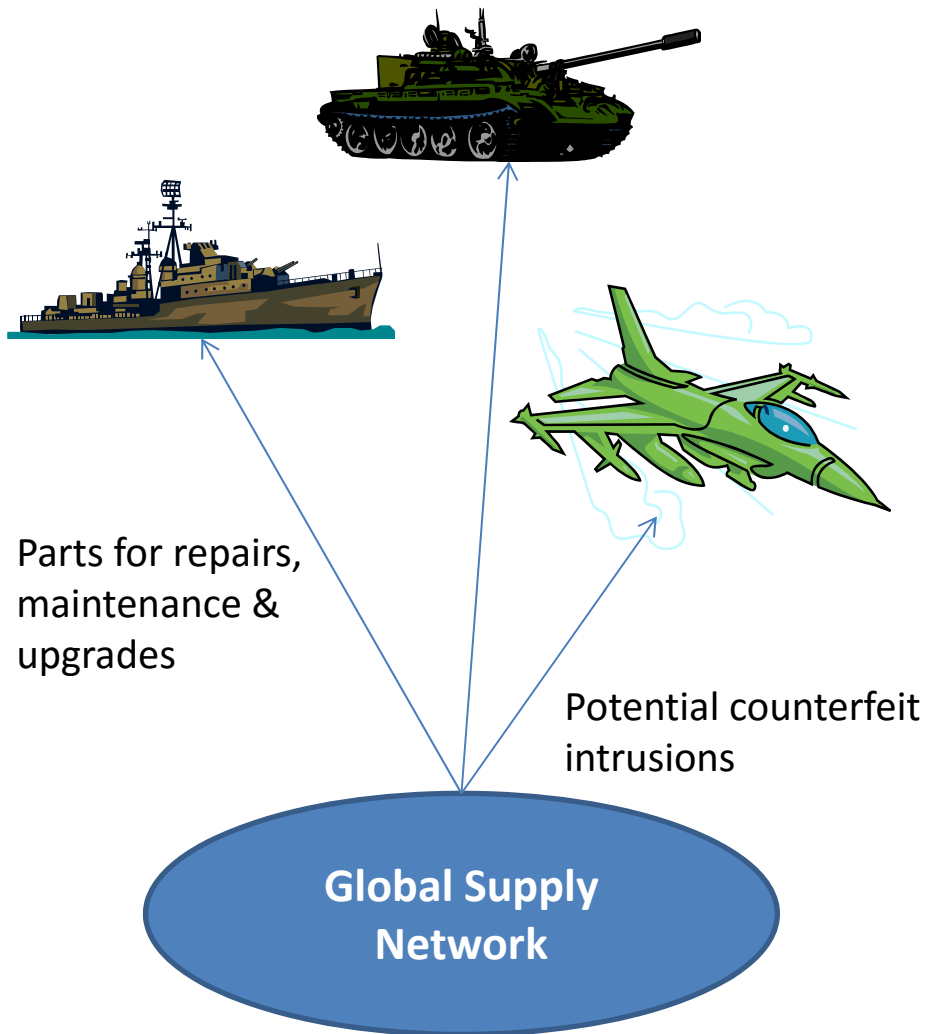 Parts for repairs,
maintenance &
upgrades
Potential counterfeit
intrusions
Global Supply
Network